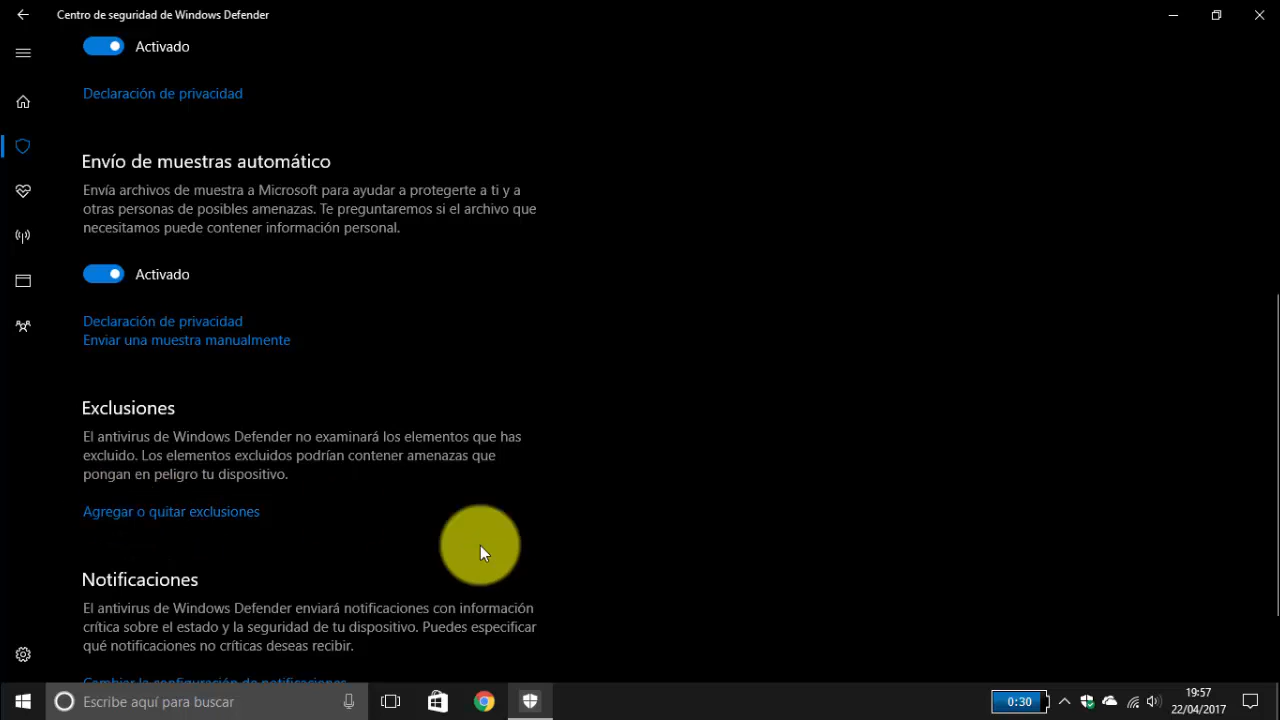 Centro de seguridad de Windows Defender
Activado
Declaración de privacidad
Envío de muestras automático
Envía archivos de muestra a Microsoft para ayudar a protegerte a ti y a
otras personas de posibles amenazas. Te preguntaremos si el archivo que
necesitamos puede contener información personal.
Activado
Declaración de privacidad
Enviar una muestra manualmente
Exclusiones
El antivirus de Windows Defender no examinará los elementos que has
excluido. Los elementos excluidos podrían contener amenazas que
pongan en peligro tu dispositivo.
Agregar o quitar exclusiones
Notificaciones
El antivirus de Windows Defender enviará notificaciones con información
crítica sobre el estado y la seguridad de tu dispositivo. Puedes especificar
qué notificaciones no críticas deseas recibir.
Cambiar la configuración de notificaciones
Escribe aquí para buscar
0:30
19:57
22/04/2017